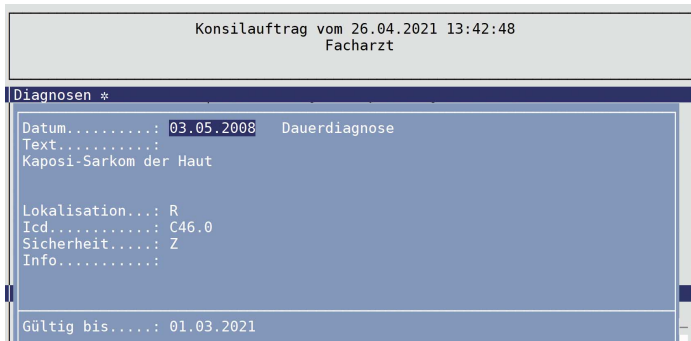 Konsilauftrag vom 26.04.2021 13:42:48
Facharzt
Diagnosen ✲
Datum..........: 03.05.2008 Dauerdiagnose
Text...........:
Kaposi-Sarkom der Haut
Lokalisation...: R
Icd............: C46.0
Sicherheit.....: Z
Info...........:
Gültig bis.....: 01.03.2021